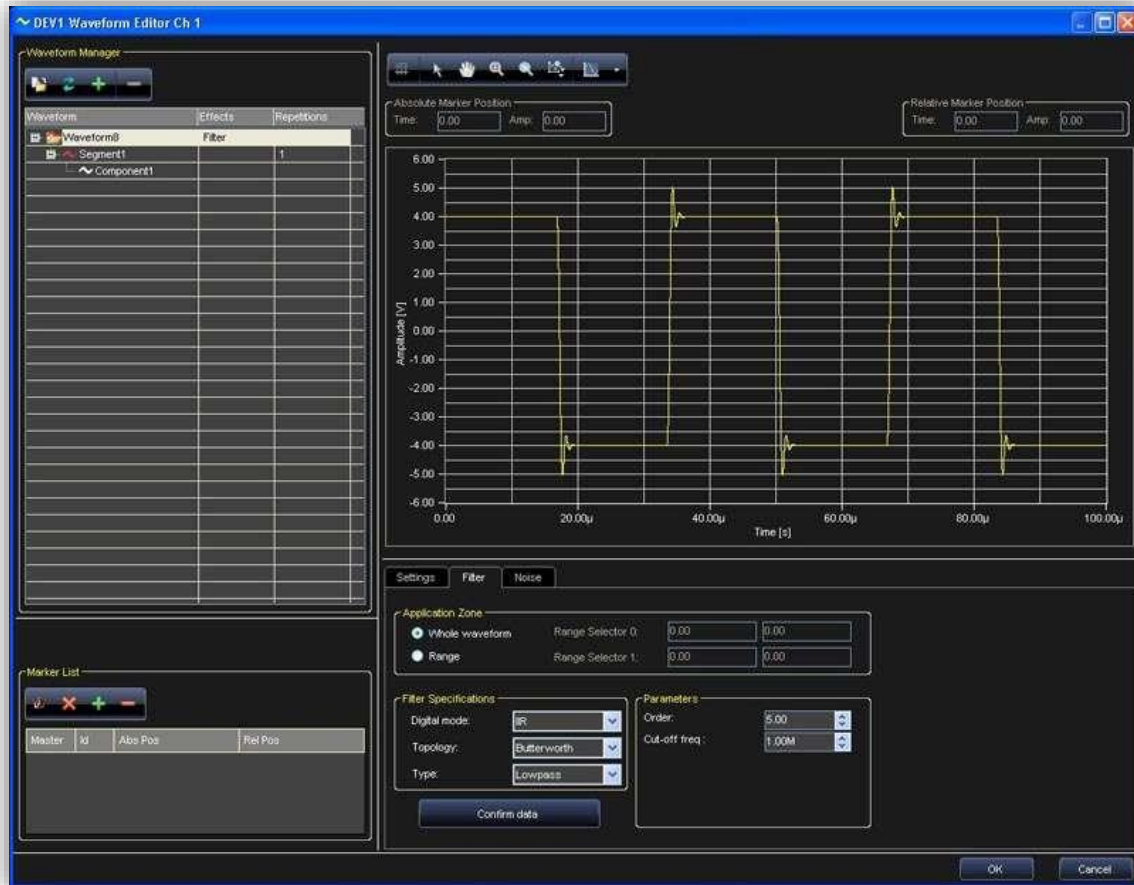 DEV1 Waveform Editor Ch 1
Waveform Manager
Waveform Effects Repetitions
Waveform8 Filter
Segment1 1
Component1
Marker List
Master Id Abs Pos Rel Pos
Absolute Marker Position
Time: 0.00 Amp: 0.00
Relative Marker Position
Time: 0.00 Amp: 0.00
6.00
5.00
4.00
3.00
2.00
1.00
0.00
-1.00
-2.00
-3.00
-4.00
-5.00
-6.00
Amplitude [V]
0.00 20.00µ 40.00µ 60.00µ 80.00µ 100.00µ
Time [s]
Settings Filter Noise
Application Zone
Whole waveform Range Selector 0: 0.00 0.00
Range Range Selector 1: 0.00 0.00
Filter Specifications
Digital mode: IIR
Topology: Butterworth
Type: Lowpass
Confirm data
Parameters
Order: 5.00
Cut-off freq.: 1.00M
OK Cancel